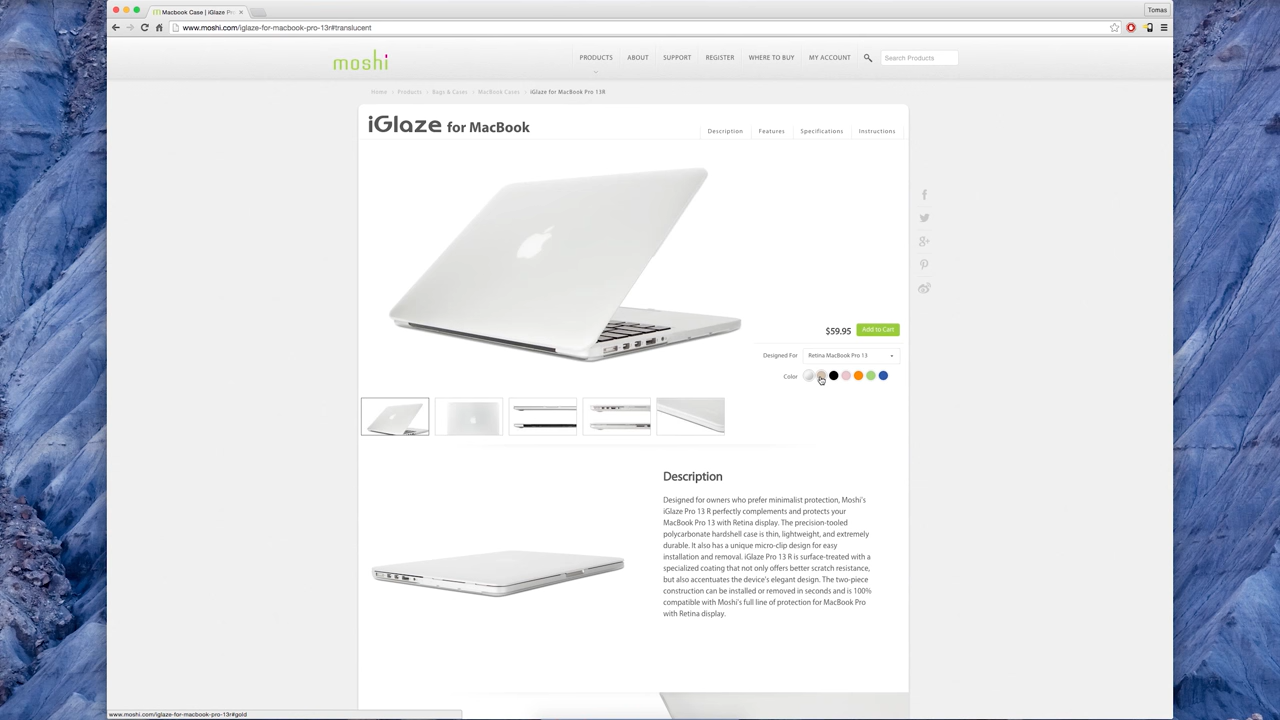 Macbook Case | iGlaze Pr
Tomas
www.moshi.com/iglaze-for-macbook-pro-13r#translucent
moshi
PRODUCTS
ABOUT
SUPPORT
REGISTER
WHERE TO BUY
MY ACCOUNT
Search Products
Home / Products / Bags & Cases / MacBook Cases / iGlaze for MacBook Pro 13R
iGlaze for MacBook
Description
Features
Specifications
Instructions
$59.95
Add to Cart
Designed For
Retina MacBook Pro 13
Color
Description
Designed for owners who prefer minimalist protection, Moshi's
iGlaze Pro 13 R perfectly complements and protects your
MacBook Pro 13 with Retina display. The precision-tooled
polycarbonate hardshell case is thin, lightweight, and extremely
durable. It also has a unique micro-clip design for easy
installation and removal. iGlaze Pro 13 R is surface-treated with a
specialized coating that not only offers better scratch resistance,
but also accentuates the device's elegant design. The two-piece
construction can be installed or removed in seconds and is 100%
compatible with Moshi's full line of protection for MacBook Pro
with Retina display.
www.moshi.com/iglaze-for-macbook-pro-13r#gold